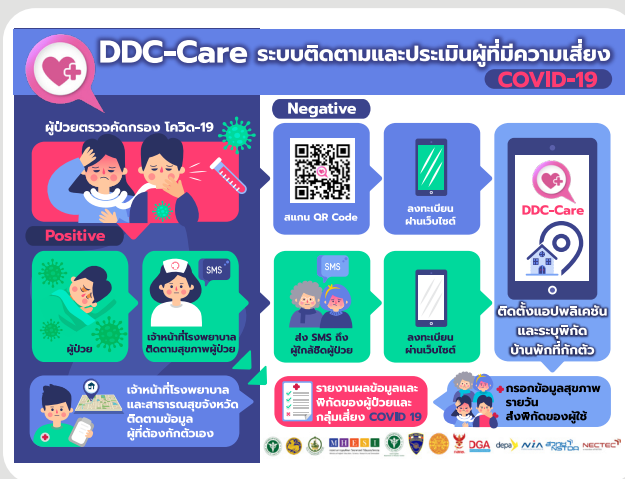 DDC-Care ระบบติดตามและประเมินผู้ที่มีความเสี่ยง
COVID-19
ผู้ป่วยตรวจคัดกรอง โควิด-19
Negative
สแกน QR Code
ลงทะเบียน
ผ่านเว็บไซต์
DDC-Care
ติดตั้งแอปพลิเคชัน
และระบุพิกัด
บ้านพักที่กักตัว
Positive
ผู้ป่วย
SMS
เจ้าหน้าที่โรงพยาบาล
ติดตามสุขภาพผู้ป่วย
SMS
ส่ง SMS ถึง
ผู้ใกล้ชิดผู้ป่วย
ลงทะเบียน
ผ่านเว็บไซต์
เจ้าหน้าที่โรงพยาบาล
และสาธารณสุขจังหวัด
ติดตามข้อมูล
ผู้ที่ต้องกักตัวเอง
รายงานผลข้อมูลและ
พิกัดของผู้ป่วยและ
กลุ่มเสี่ยง COVID 19
กรอกข้อมูลสุขภาพ
รายวัน
ส่งพิกัดของผู้ใช้
MHESI
DGA
depa
NIA
สวทช
NSTDA
NECTEC